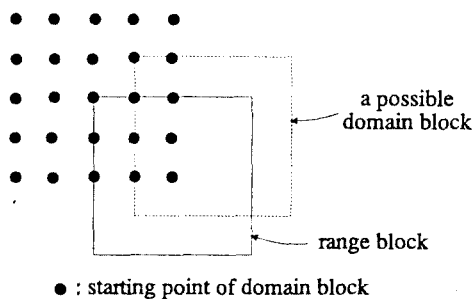 a possible
domain block
range block
● : starting point of domain block